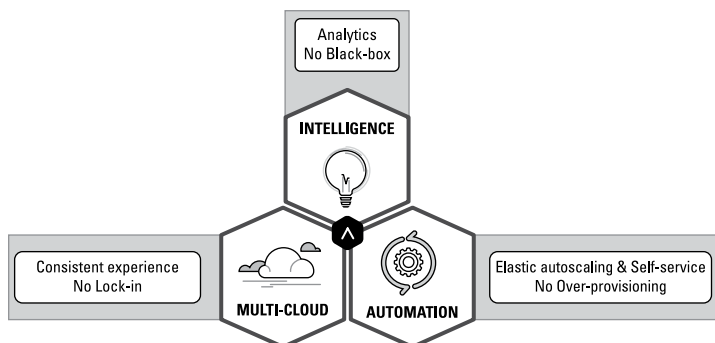 Analytics
No Black-box
INTELLIGENCE
Consistent experience
No Lock-in
MULTI-CLOUD
AUTOMATION
Elastic autoscaling & Self-service
No Over-provisioning